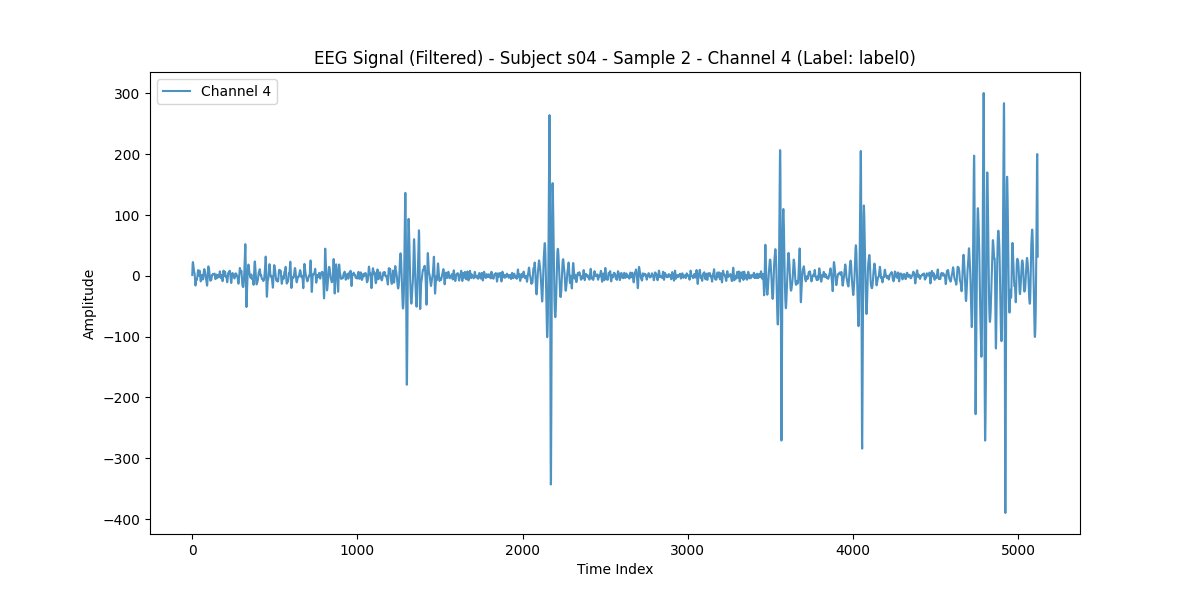 EEG Signal (Filtered) - Subject s04 - Sample 2 - Channel 4 (Label: label0)
Channel 4
300
200
100
0
−100
−200
−300
−400
Amplitude
0 1000 2000 3000 4000 5000
Time Index